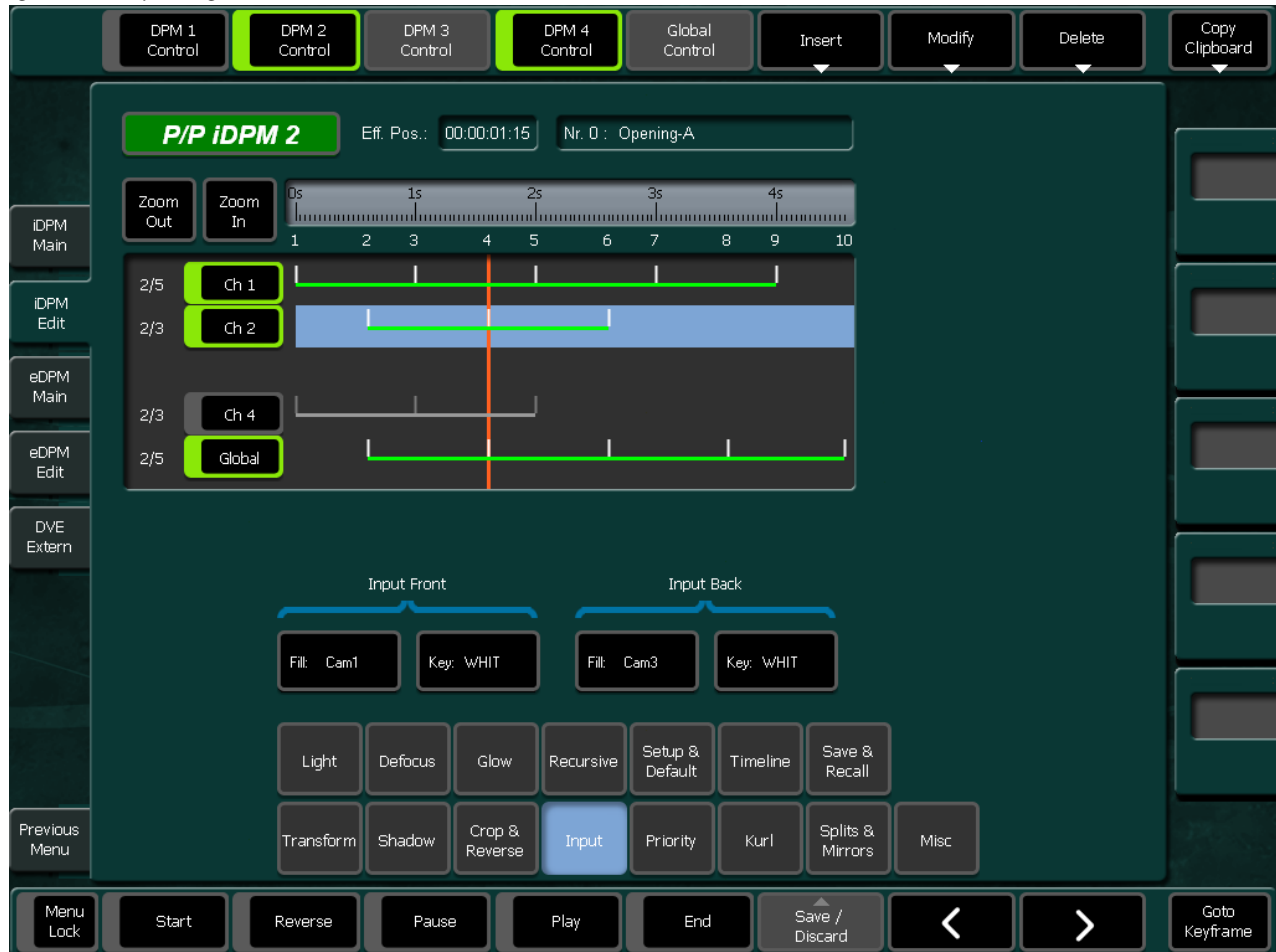 DPM 1
Control
DPM 2
Control
DPM 3
Control
DPM 4
Control
Global
Control
Insert
Modify
Delete
Copy
Clipboard
P/P iDPM 2
Eff. Pos.: 00:00:01:15
Nr. 0 : Opening-A
Zoom
Out
Zoom
In
0s 1s 2s 3s 4s
1 2 3 4 5 6 7 8 9 10
2/5 Ch 1
2/3 Ch 2
2/3 Ch 4
2/5 Global
iDPM
Main
iDPM
Edit
eDPM
Main
eDPM
Edit
DVE
Extern
Previous
Menu
Input Front
Input Back
Fill: Cam1
Key: WHIT
Fill: Cam3
Key: WHIT
Light
Defocus
Glow
Recursive
Setup &
Default
Timeline
Save &
Recall
Transform
Shadow
Crop &
Reverse
Input
Priority
Kurl
Splits &
Mirrors
Misc
Menu
Lock
Start
Reverse
Pause
Play
End
Save /
Discard
Goto
Keyframe